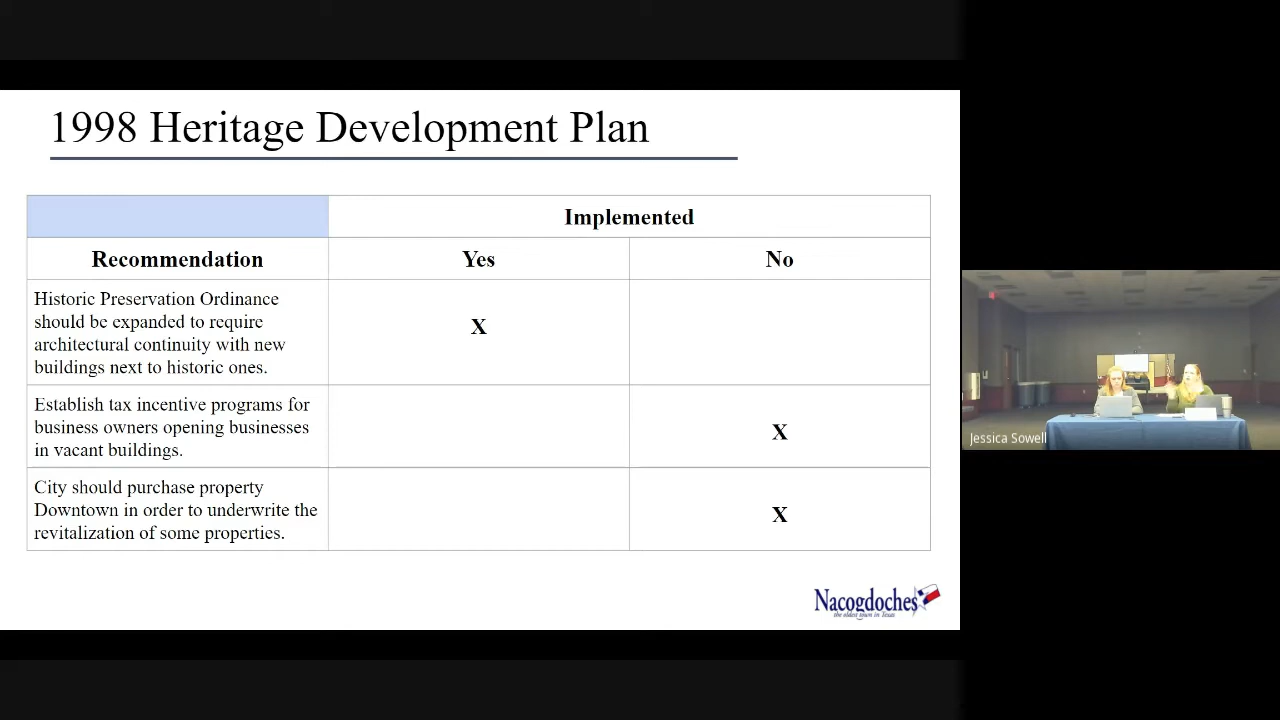 1998 Heritage Development Plan
Implemented
Recommendation Yes No
Historic Preservation Ordinance
should be expanded to require
architectural continuity with new
buildings next to historic ones.
X
Establish tax incentive programs for
business owners opening businesses
in vacant buildings.
X
City should purchase property
Downtown in order to underwrite the
revitalization of some properties.
X
Nacogdoches
the oldest town in Texas
Jessica Sowell